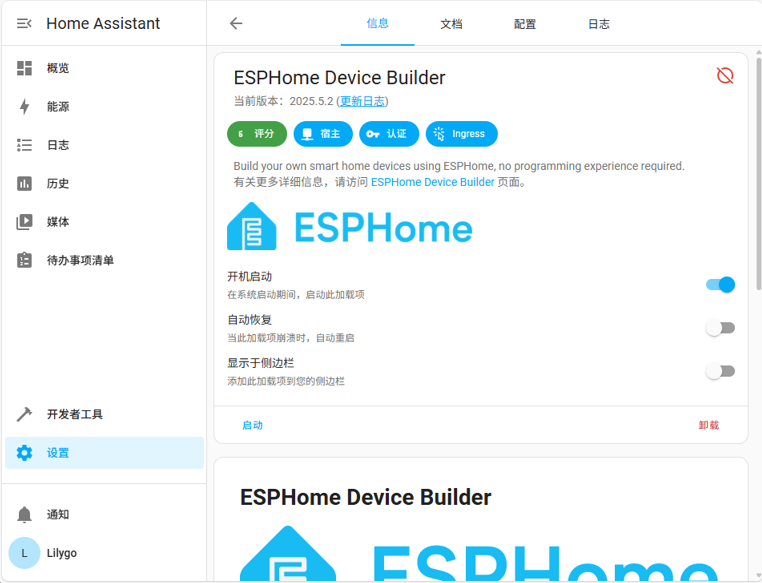 Home Assistant
信息 文档 配置 日志
概览
能源
日志
历史
媒体
待办事项清单
开发者工具
设置
通知
L Lilygo
ESPHome Device Builder
当前版本：2025.5.2 (更新日志)
6 评分 宿主 认证 Ingress
Build your own smart home devices using ESPHome, no programming experience required.
有关更多详细信息，请访问 ESPHome Device Builder 页面。
ESPHome
开机启动
在系统启动期间，启动此加载项
自动恢复
当此加载项崩溃时，自动重启
显示于侧边栏
添加此加载项到您的侧边栏
启动 卸载
ESPHome Device Builder
ESPHome